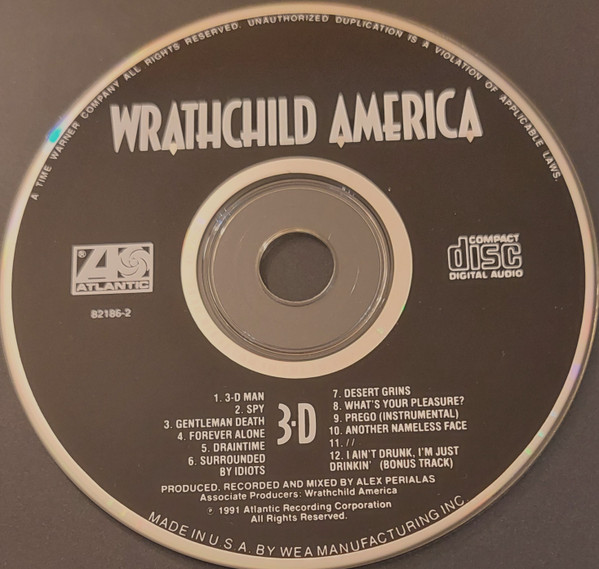 A TIME WARNER COMPANY ALL RIGHTS RESERVED. UNAUTHORIZED DUPLICATION IS A VIOLATION OF APPLICABLE LAWS.
WRATHCHILD AMERICA
®
ATLANTIC
82186-2
COMPACT
disc
DIGITAL AUDIO
1. 3-D MAN
2. SPY
3. GENTLEMAN DEATH
4. FOREVER ALONE
5. DRAINTIME
6. SURROUNDED
BY IDIOTS
3-D
7. DESERT GRINS
8. WHAT'S YOUR PLEASURE?
9. PREGO (INSTRUMENTAL)
10. ANOTHER NAMELESS FACE
11. //
12. I AIN'T DRUNK, I'M JUST
DRINKIN' (BONUS TRACK)
PRODUCED. RECORDED AND MIXED BY ALEX PERIALAS
Associate Producers: Wrathchild America
℗ 1991 Atlantic Recording Corporation
All Rights Reserved.
MADE IN U.S.A. BY WEA MANUFACTURING INC.